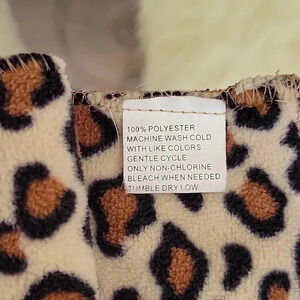 100% POLYESTER
MACHINE WASH COLD
WITH LIKE COLORS
GENTLE CYCLE
ONLY NON-CHLORINE
BLEACH WHEN NEEDED
TUMBLE DRY LOW